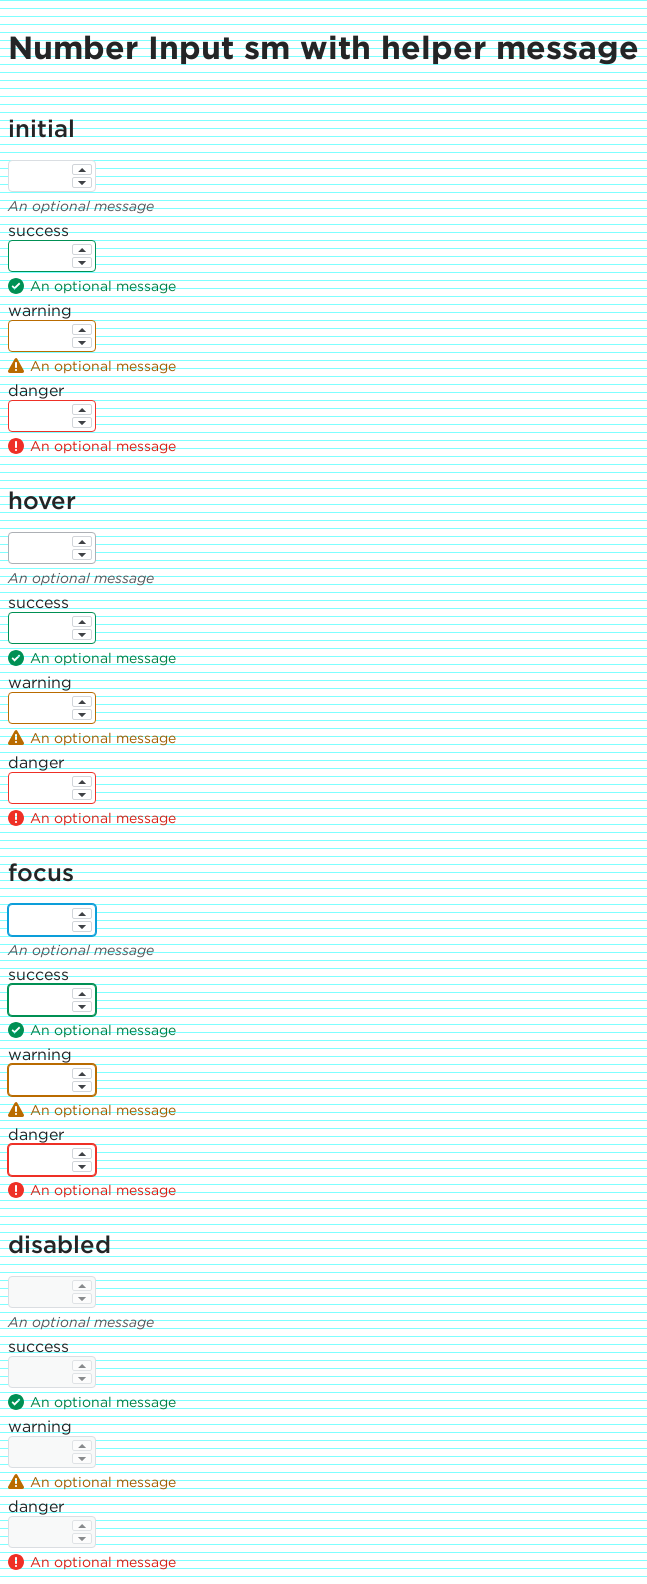 Number Input sm with helper message
initial
An optional message
success
An optional message
warning
An optional message
danger
An optional message
hover
An optional message
success
An optional message
warning
An optional message
danger
An optional message
focus
An optional message
success
An optional message
warning
An optional message
danger
An optional message
disabled
An optional message
success
An optional message
warning
An optional message
danger
An optional message